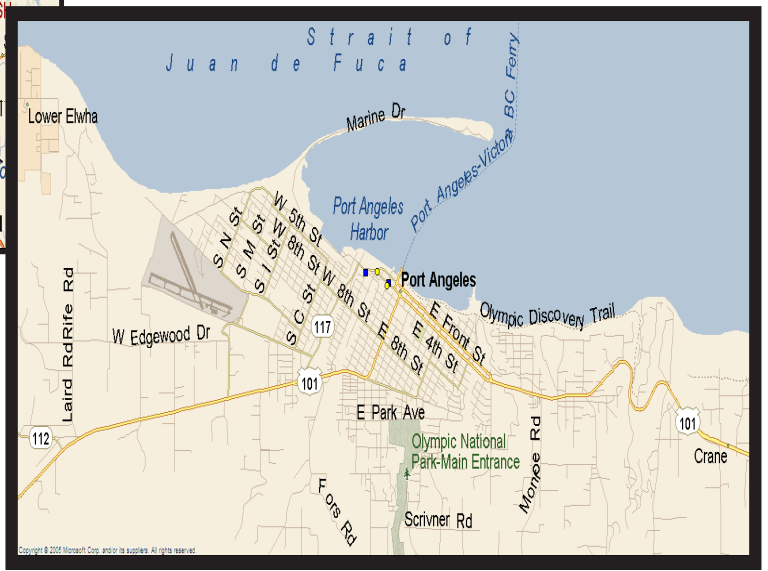 Strait of
Juan de Fuca
BC Ferry
Port Angeles-Victoria
Lower Elwha
Marine Dr
Port Angeles
Harbor
W 5th St
S N St
S M St
S I St
W 8th St
W 8th St
S C St
Port Angeles
Olympic Discovery Trail
E Front St
E 4th St
E 8th St
117
W Edgewood Dr
Laird Rd
Rife Rd
101
112
E Park Ave
Olympic National
Park-Main Entrance
Monroe Rd
101
Crane
Fors Rd
Scrivner Rd
Copyright © 2005 Microsoft Corp. and/or its suppliers. All rights reserved.